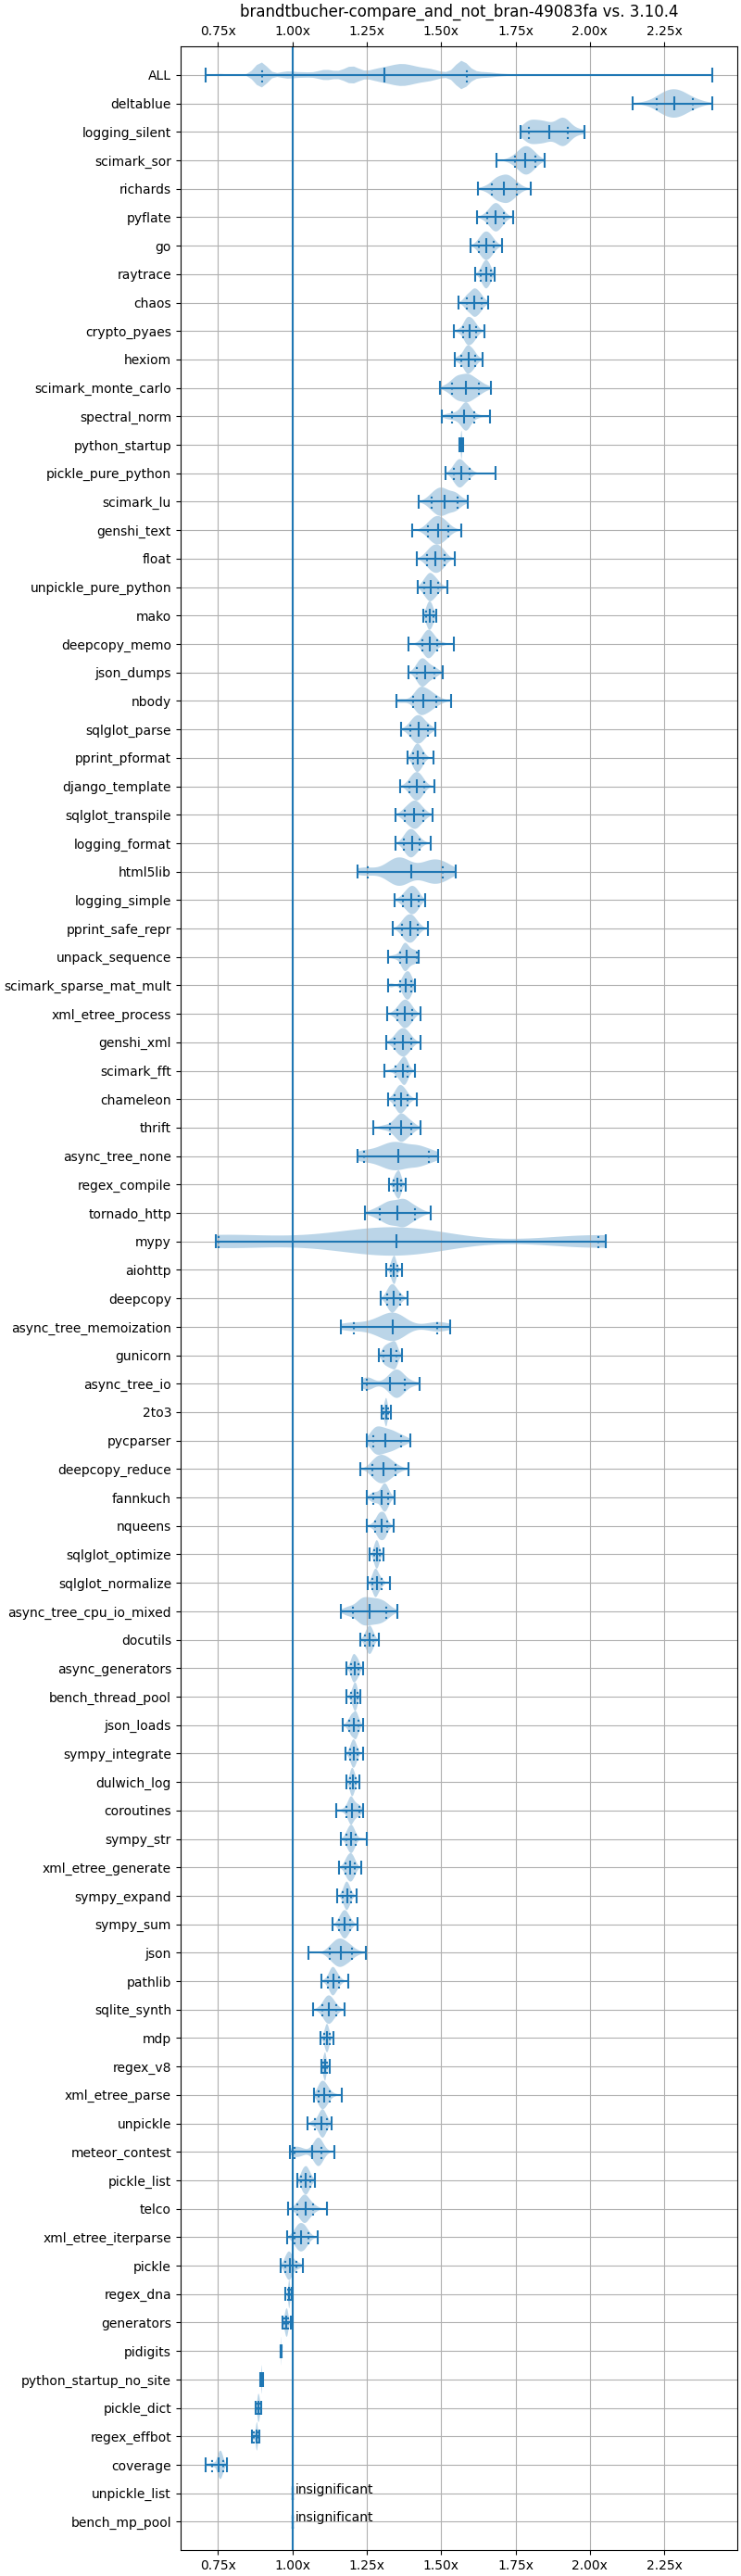 brandtbucher-compare_and_not_bran-49083fa vs. 3.10.4
0.75x 1.00x 1.25x 1.50x 1.75x 2.00x 2.25x
ALL
deltablue
logging_silent
scimark_sor
richards
pyflate
go
raytrace
chaos
crypto_pyaes
hexiom
scimark_monte_carlo
spectral_norm
python_startup
pickle_pure_python
scimark_lu
genshi_text
float
unpickle_pure_python
mako
deepcopy_memo
json_dumps
nbody
sqlglot_parse
pprint_pformat
django_template
sqlglot_transpile
logging_format
html5lib
logging_simple
pprint_safe_repr
unpack_sequence
scimark_sparse_mat_mult
xml_etree_process
genshi_xml
scimark_fft
chameleon
thrift
async_tree_none
regex_compile
tornado_http
mypy
aiohttp
deepcopy
async_tree_memoization
gunicorn
async_tree_io
2to3
pycparser
deepcopy_reduce
fannkuch
nqueens
sqlglot_optimize
sqlglot_normalize
async_tree_cpu_io_mixed
docutils
async_generators
bench_thread_pool
json_loads
sympy_integrate
dulwich_log
coroutines
sympy_str
xml_etree_generate
sympy_expand
sympy_sum
json
pathlib
sqlite_synth
mdp
regex_v8
xml_etree_parse
unpickle
meteor_contest
pickle_list
telco
xml_etree_iterparse
pickle
regex_dna
generators
pidigits
python_startup_no_site
pickle_dict
regex_effbot
coverage
unpickle_list insignificant
bench_mp_pool insignificant
0.75x 1.00x 1.25x 1.50x 1.75x 2.00x 2.25x